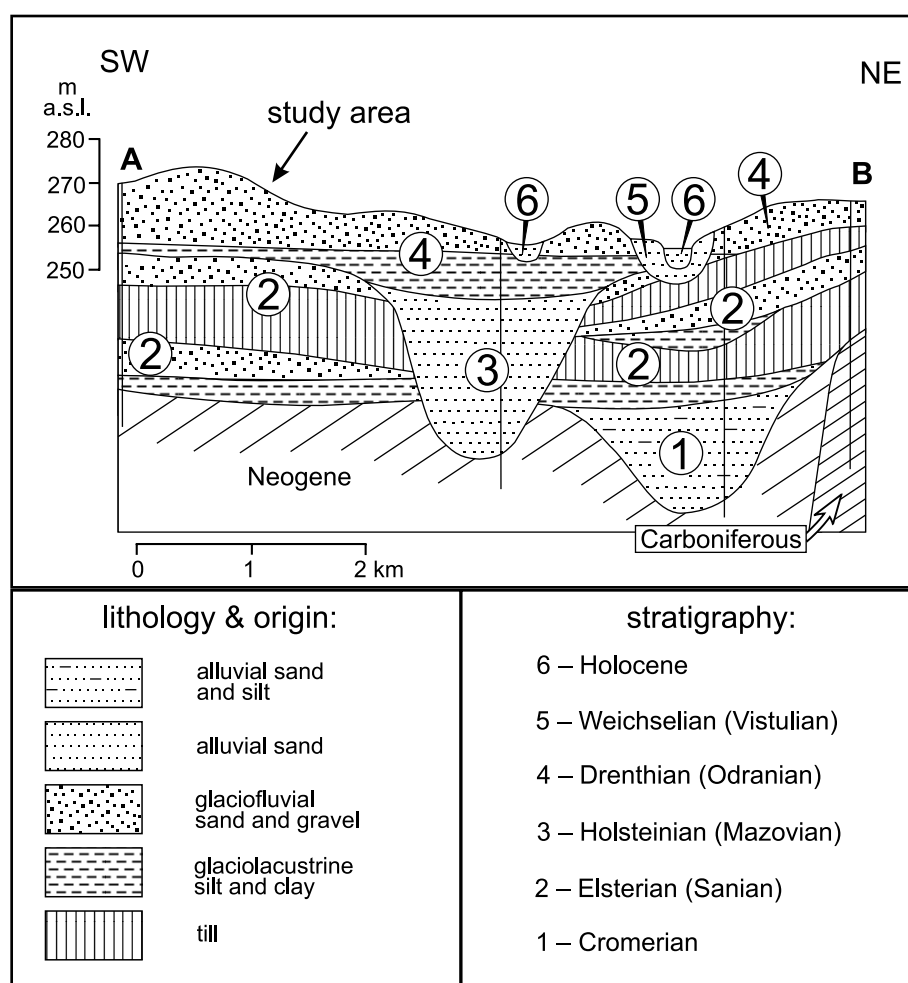 SW
NE
m
a.s.l.
study area
280
270
260
250
A
B
6
5
6
4
4
2
2
2
2
3
1
Neogene
Carboniferous
0 1 2 km
lithology & origin:
alluvial sand
and silt
alluvial sand
glaciofluvial
sand and gravel
glaciolacustrine
silt and clay
till
stratigraphy:
6 – Holocene
5 – Weichselian (Vistulian)
4 – Drenthian (Odranian)
3 – Holsteinian (Mazovian)
2 – Elsterian (Sanian)
1 – Cromerian